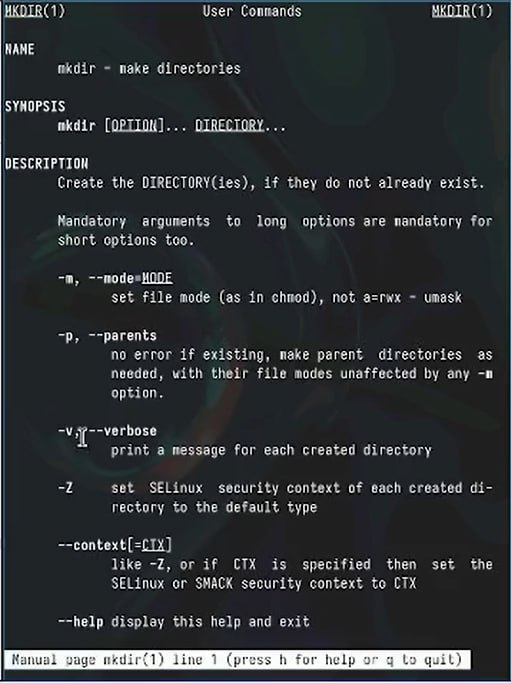 MKDIR(1) User Commands MKDIR(1)
NAME
mkdir - make directories
SYNOPSIS
mkdir [OPTION]... DIRECTORY...
DESCRIPTION
Create the DIRECTORY(ies), if they do not already exist.
Mandatory arguments to long options are mandatory for
short options too.
-m, --mode=MODE
set file mode (as in chmod), not a=rwx - umask
-p, --parents
no error if existing, make parent directories as
needed, with their file modes unaffected by any -m
option.
-v, --verbose
print a message for each created directory
-Z set SELinux security context of each created di-
rectory to the default type
--context[=CTX]
like -Z, or if CTX is specified then set the
SELinux or SMACK security context to CTX
--help display this help and exit
Manual page mkdir(1) line 1 (press h for help or q to quit)